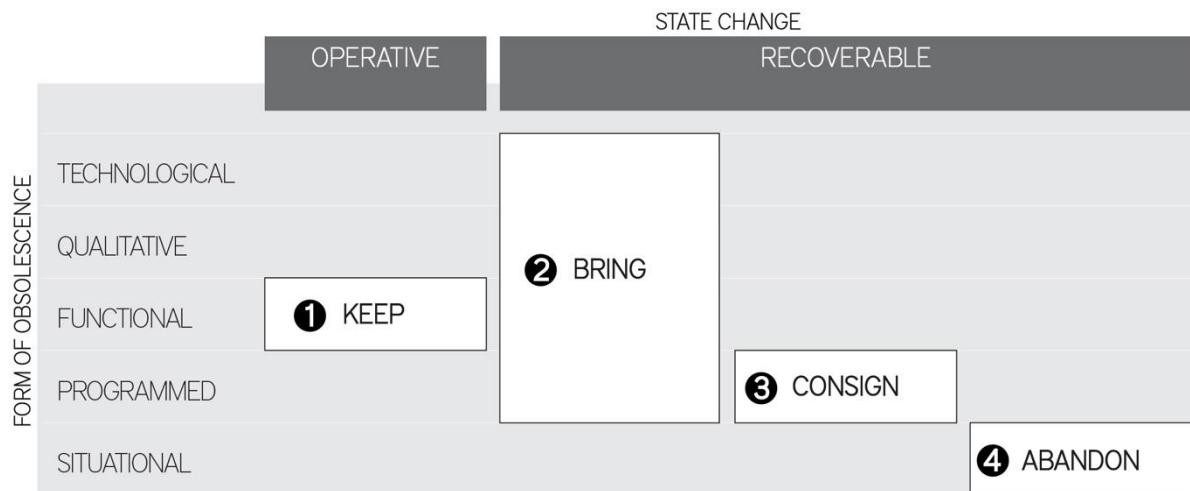 STATE CHANGE
OPERATIVE
RECOVERABLE
FORM OF OBSOLESCENCE
TECHNOLOGICAL
QUALITATIVE
2 BRING
FUNCTIONAL
1 KEEP
PROGRAMMED
3 CONSIGN
SITUATIONAL
4 ABANDON